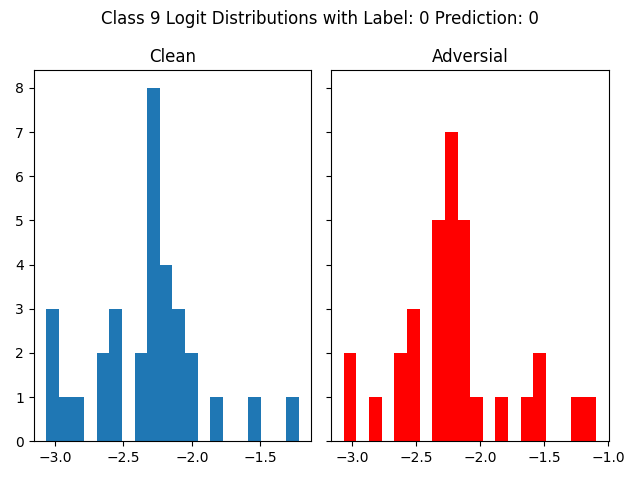 Class 9 Logit Distributions with Label: 0 Prediction: 0
Clean
Adversial
8
7
6
5
4
3
2
1
0
−3.0 −2.5 −2.0 −1.5
−3.0 −2.5 −2.0 −1.5 −1.0